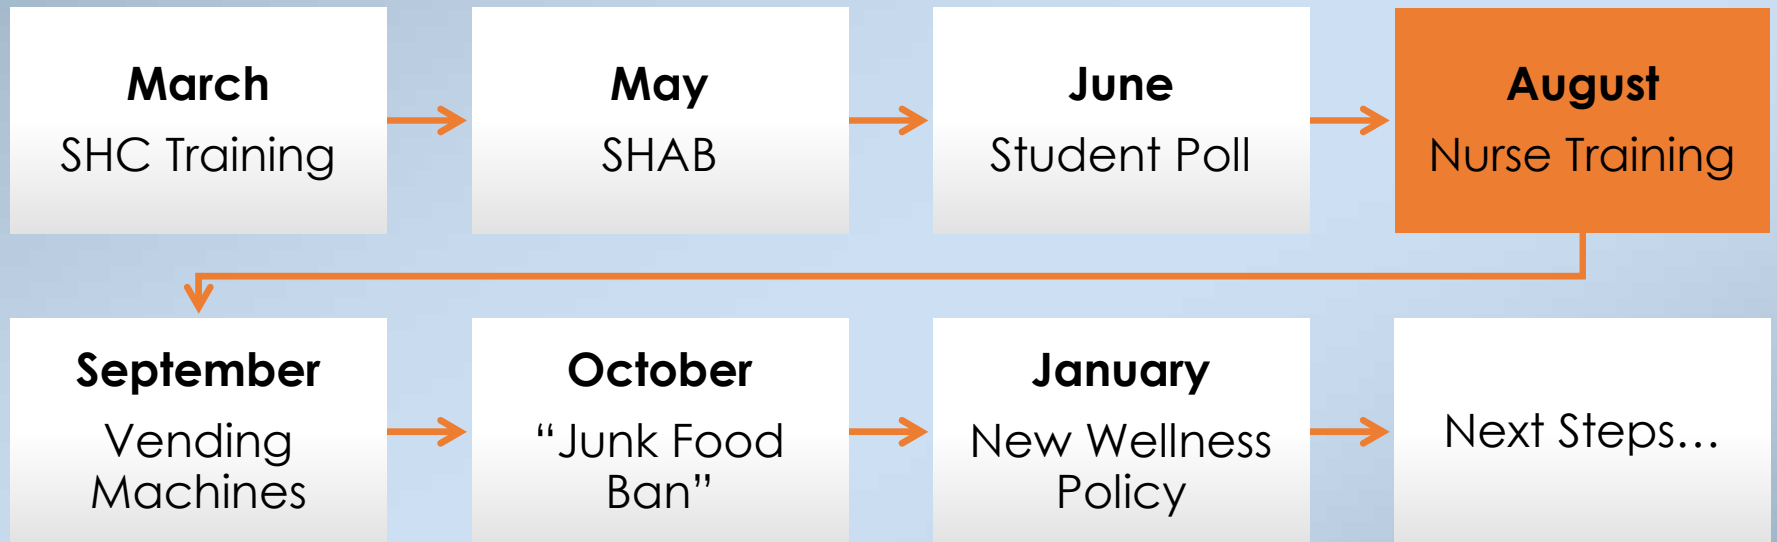 March
SHC Training
May
SHAB
June
Student Poll
August
Nurse Training
September
Vending
Machines
October
“Junk Food
Ban”
January
New Wellness
Policy
Next Steps…